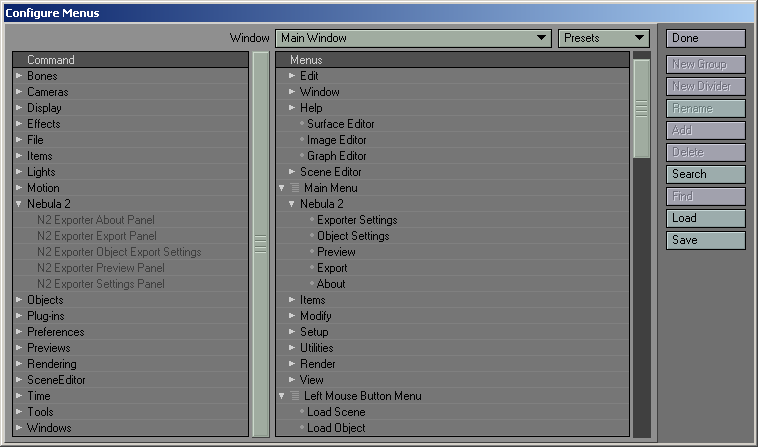 Configure Menus
Window
Main Window
Presets
Done
Command
Bones
Cameras
Display
Effects
File
Items
Lights
Motion
Nebula 2
N2 Exporter About Panel
N2 Exporter Export Panel
N2 Exporter Object Export Settings
N2 Exporter Preview Panel
N2 Exporter Settings Panel
Objects
Plug-ins
Preferences
Previews
Rendering
SceneEditor
Time
Tools
Windows
Menus
Edit
Window
Help
Surface Editor
Image Editor
Graph Editor
Scene Editor
Main Menu
Nebula 2
Exporter Settings
Object Settings
Preview
Export
About
Items
Modify
Setup
Utilities
Render
View
Left Mouse Button Menu
Load Scene
Load Object
New Group
New Divider
Rename
Add
Delete
Search
Find
Load
Save